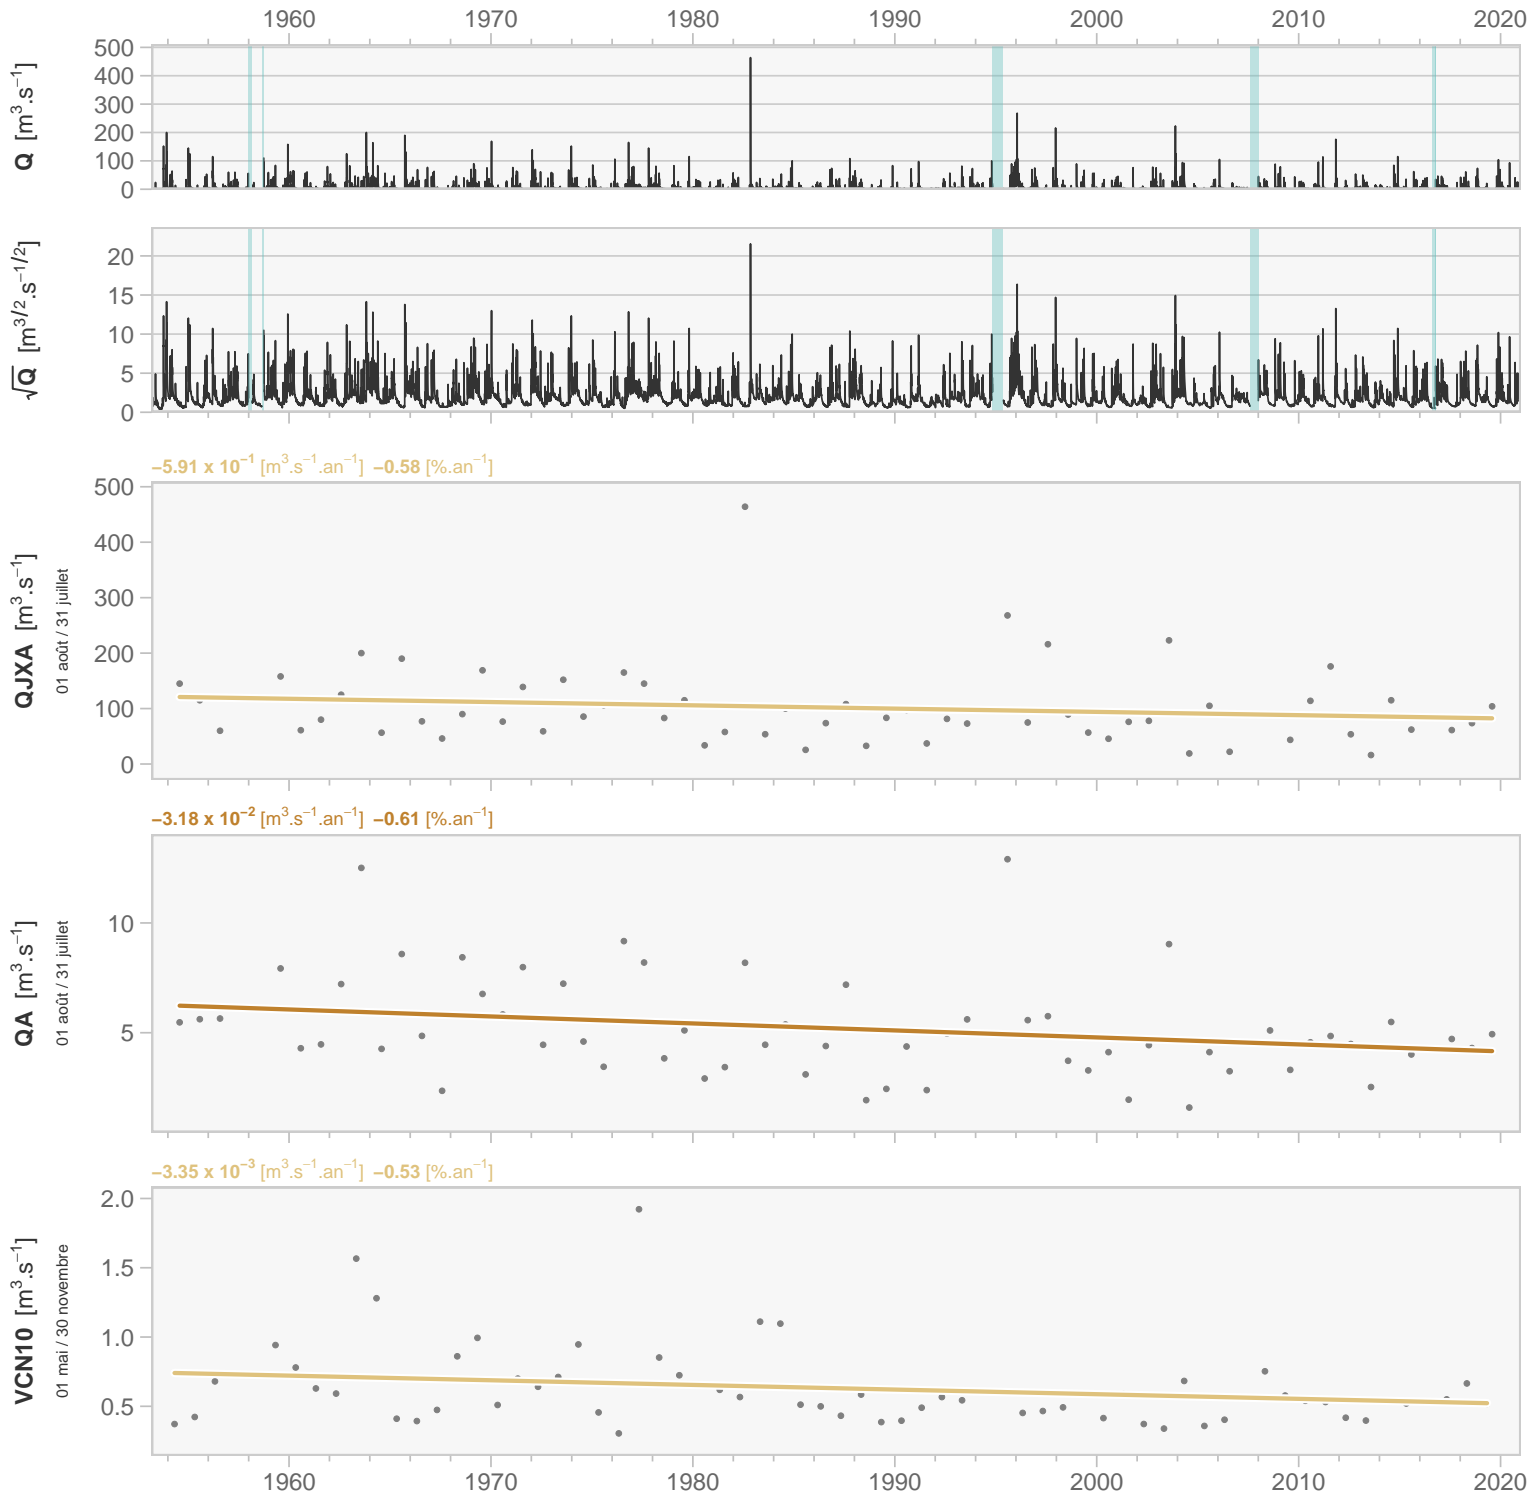 1960 1970 1980 1990 2000 2010 2020
Q [m³.s⁻¹]
500
400
300
200
100
0
√Q [m³/².s⁻¹/²]
20
15
10
5
0
−5.91 x 10⁻¹ [m³.s⁻¹.an⁻¹] −0.58 [%.an⁻¹]
QJXA [m³.s⁻¹]
01 août / 31 juillet
500
400
300
200
100
0
−3.18 x 10⁻² [m³.s⁻¹.an⁻¹] −0.61 [%.an⁻¹]
QA [m³.s⁻¹]
01 août / 31 juillet
10
5
−3.35 x 10⁻³ [m³.s⁻¹.an⁻¹] −0.53 [%.an⁻¹]
VCN10 [m³.s⁻¹]
01 mai / 30 novembre
2.0
1.5
1.0
0.5
1960 1970 1980 1990 2000 2010 2020